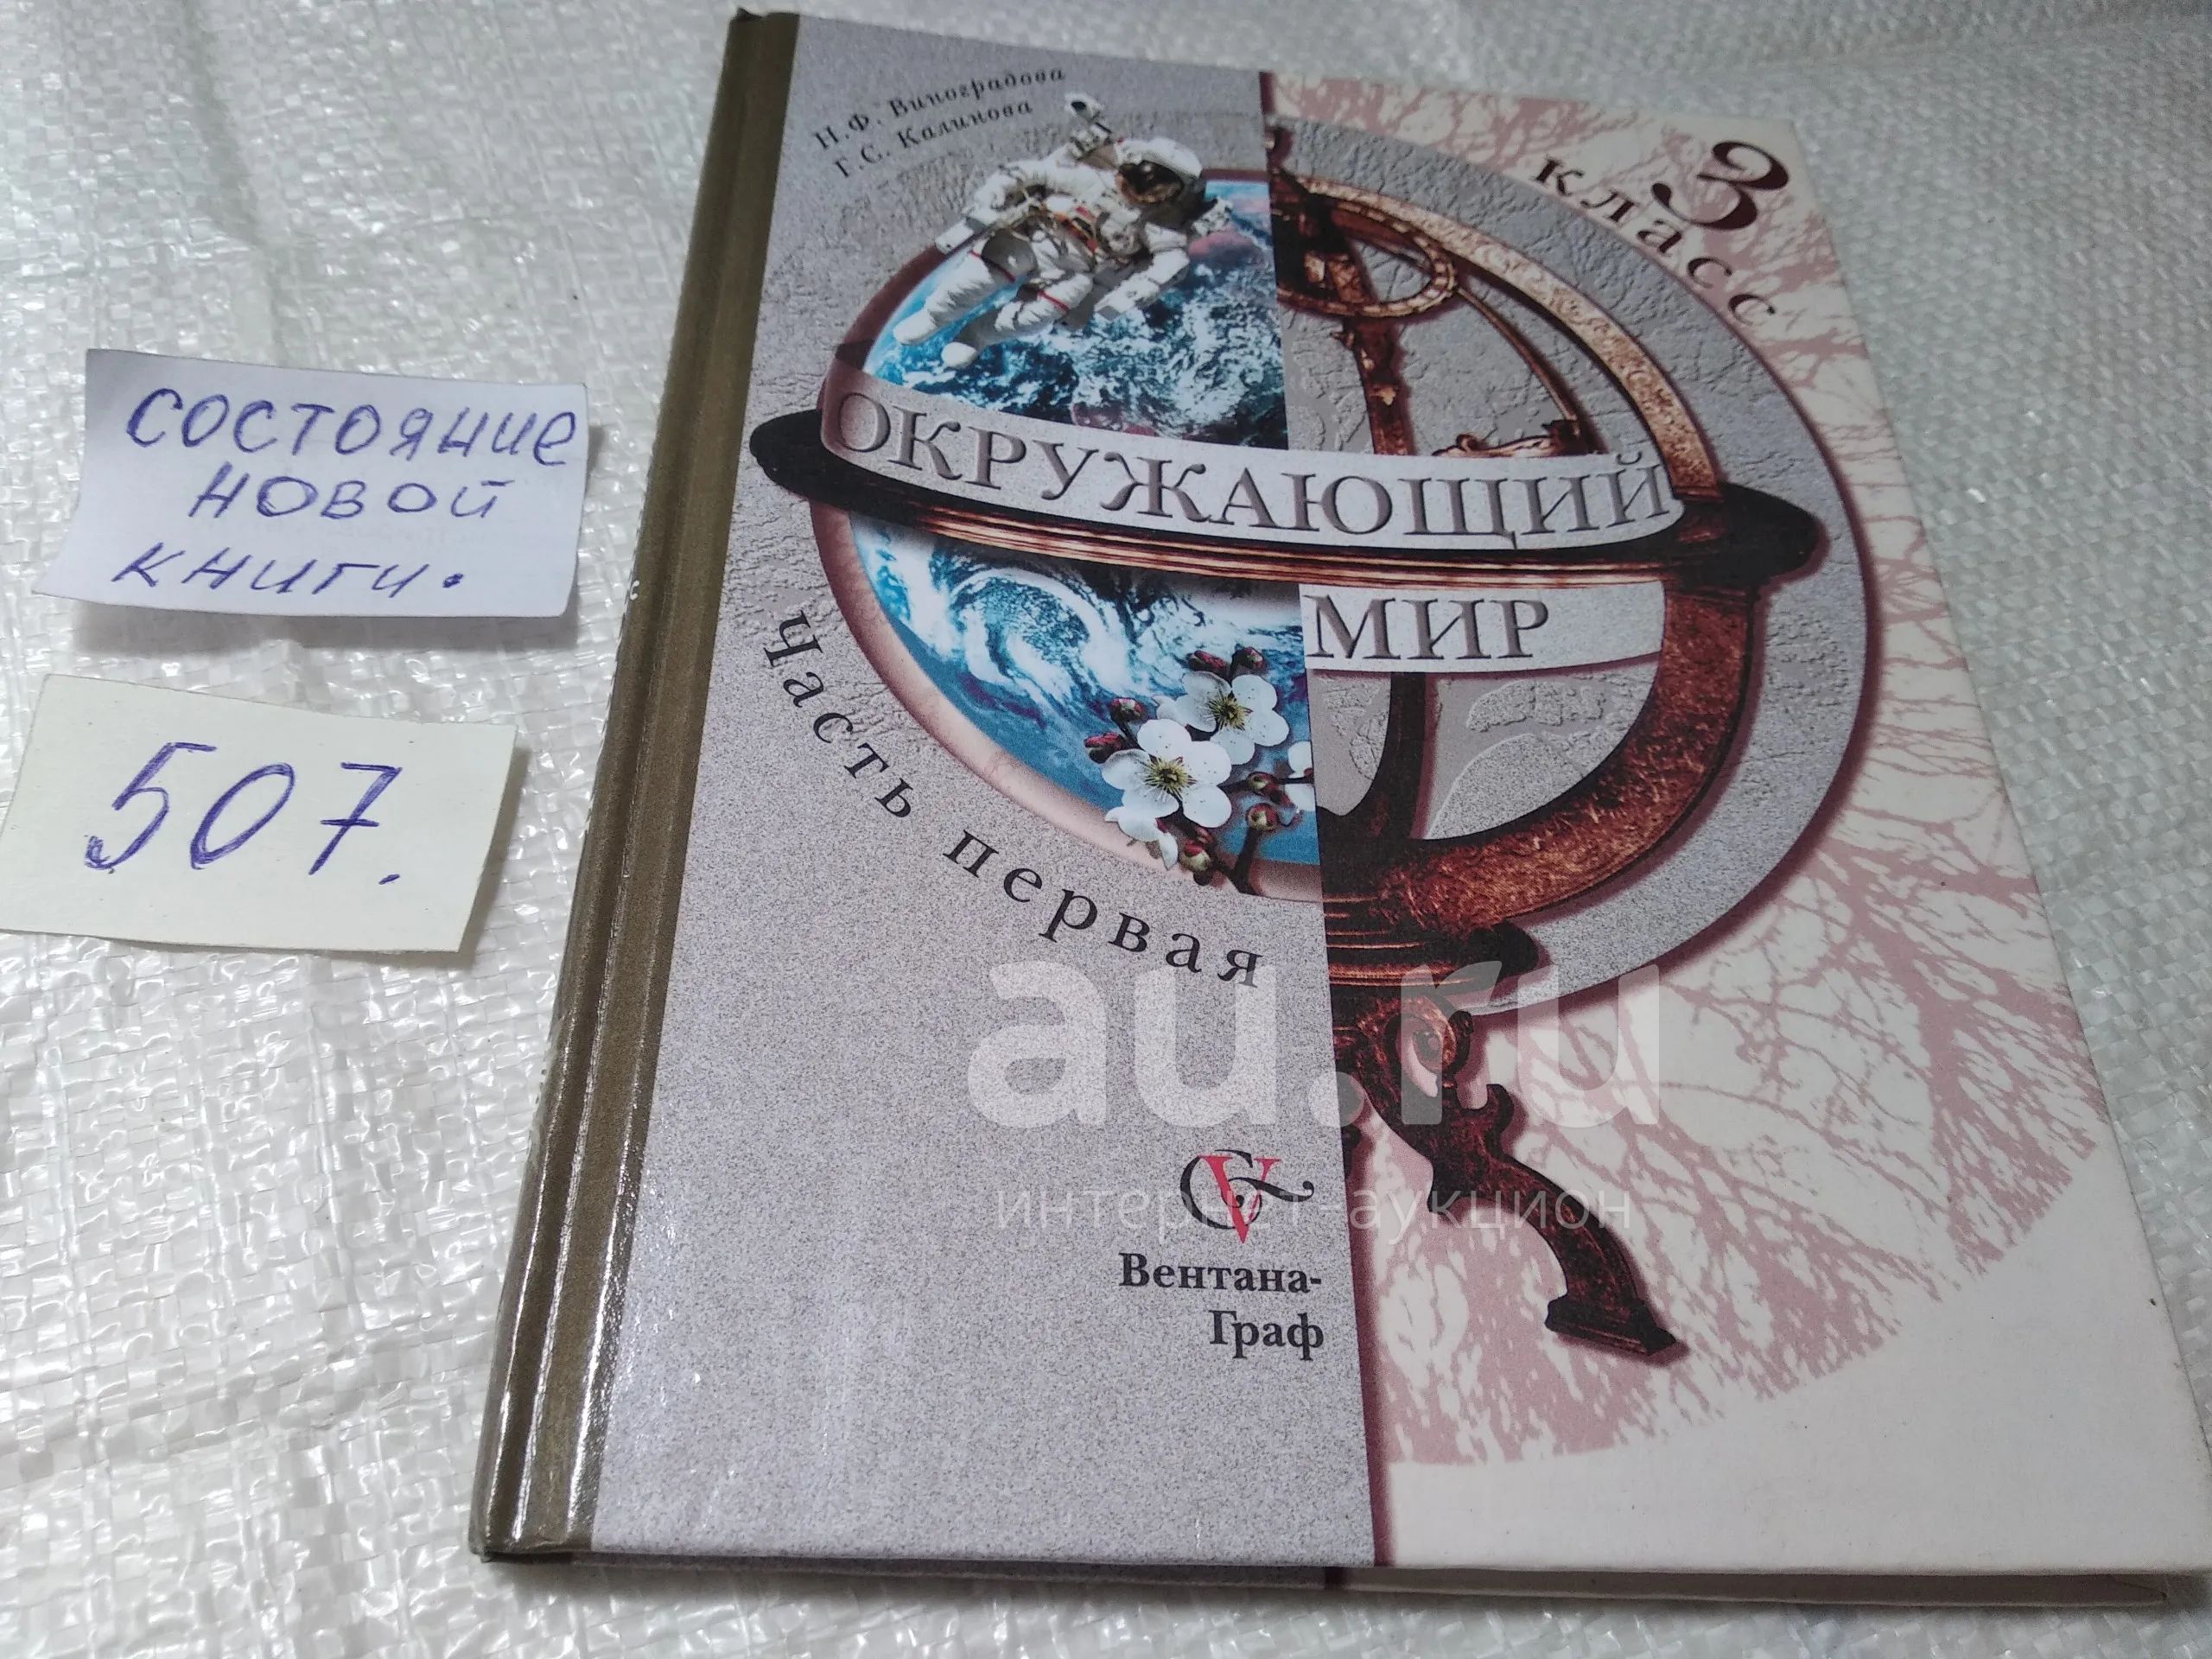 Н.Ф. Виноградова
Г.С. Калинова
3
класс
ОКРУЖАЮЩИЙ
МИР
Часть первая
Вентана-
Граф
состояние
новой
книги.
507.
au.ru
интернет-аукцион